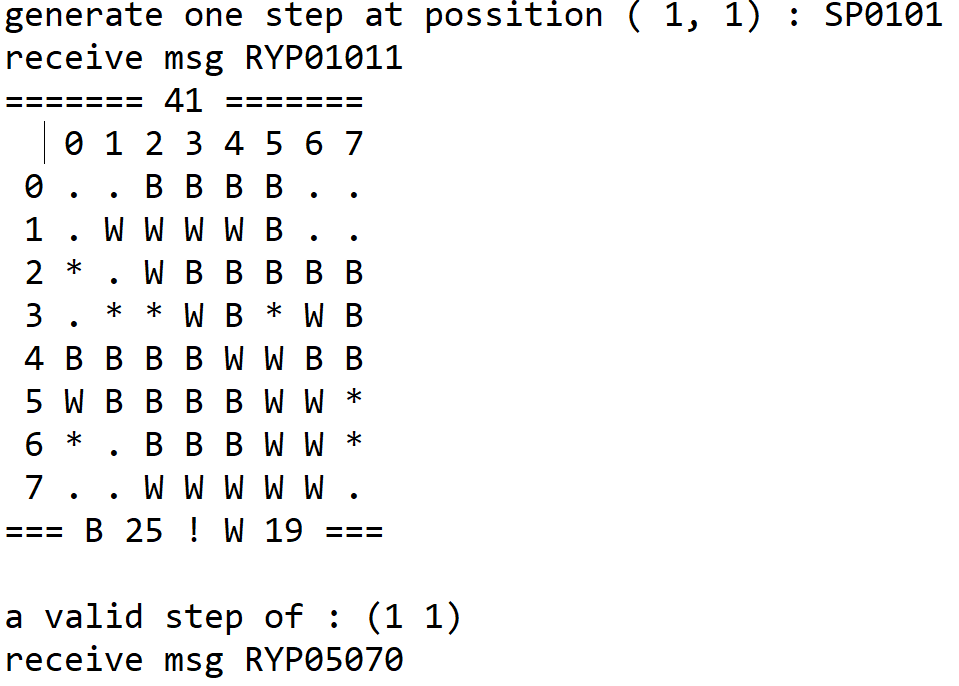 generate one step at possition ( 1, 1) : SP0101
receive msg RYP01011
======= 41 =======
  | 0 1 2 3 4 5 6 7
 0 . . B B B B . .
 1 . W W W W B . .
 2 * . W B B B B B
 3 . * * W B * W B
 4 B B B B W W B B
 5 W B B B B W W *
 6 * . B B B W W *
 7 . . W W W W W .
=== B 25 ! W 19 ===
a valid step of : (1 1)
receive msg RYP05070